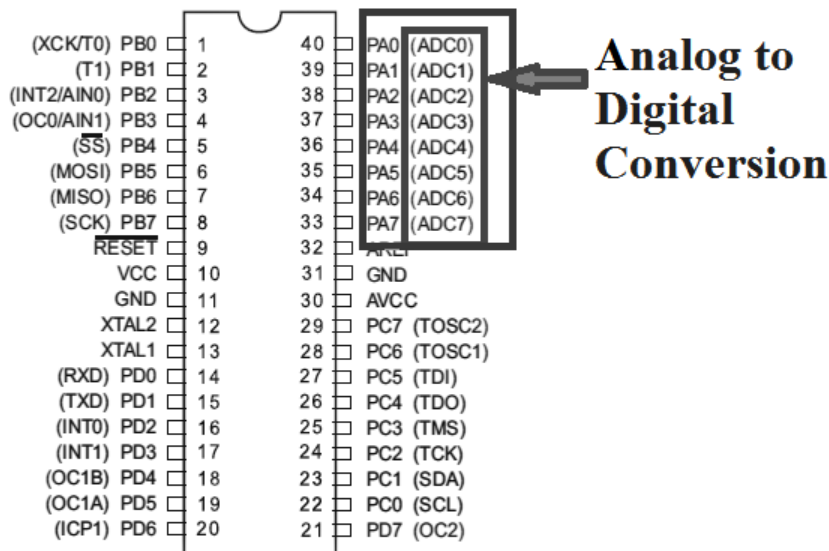 (XCK/T0) PB0 1 40 PA0 (ADC0)
(T1) PB1 2 39 PA1 (ADC1)
(INT2/AIN0) PB2 3 38 PA2 (ADC2)
(OC0/AIN1) PB3 4 37 PA3 (ADC3)
(SS) PB4 5 36 PA4 (ADC4)
(MOSI) PB5 6 35 PA5 (ADC5)
(MISO) PB6 7 34 PA6 (ADC6)
(SCK) PB7 8 33 PA7 (ADC7)
RESET 9 32 AREF
VCC 10 31 GND
GND 11 30 AVCC
XTAL2 12 29 PC7 (TOSC2)
XTAL1 13 28 PC6 (TOSC1)
(RXD) PD0 14 27 PC5 (TDI)
(TXD) PD1 15 26 PC4 (TDO)
(INT0) PD2 16 25 PC3 (TMS)
(INT1) PD3 17 24 PC2 (TCK)
(OC1B) PD4 18 23 PC1 (SDA)
(OC1A) PD5 19 22 PC0 (SCL)
(ICP1) PD6 20 21 PD7 (OC2)
Analog to
Digital
Conversion